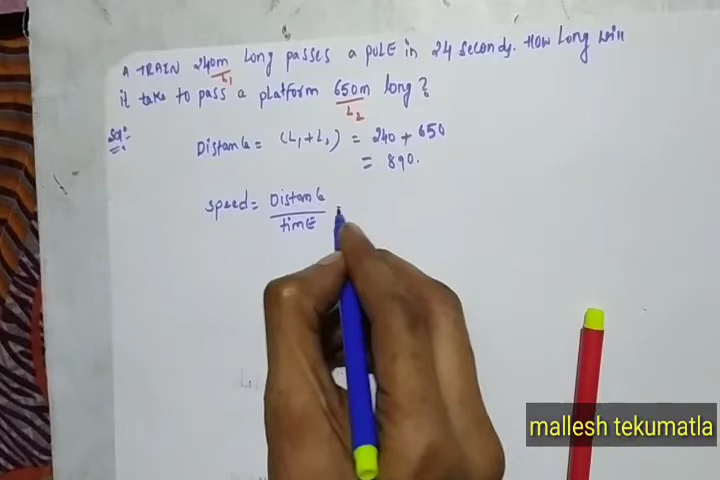 A TRAIN 240m Long passes a POLE in 24 seconds. How Long will
L1
it take to pass a platform 650m long?
L2
Sol:-
Distance = (L1+L2) = 240 + 650
= 890.
speed = Distance
time
mallesh tekumatla